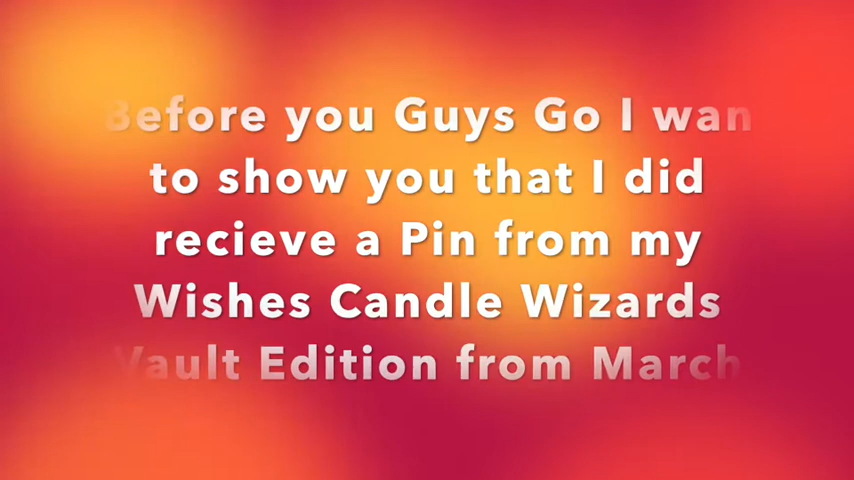 Before you Guys Go I wan
to show you that I did
recieve a Pin from my
Wishes Candle Wizards
Vault Edition from March